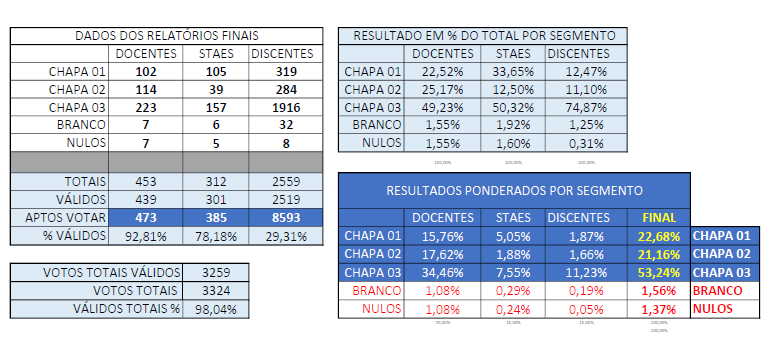 DADOS DOS RELATÓRIOS FINAIS
DOCENTES STAES DISCENTES
CHAPA 01 102 105 319
CHAPA 02 114 39 284
CHAPA 03 223 157 1916
BRANCO 7 6 32
NULOS 7 5 8
TOTAIS 453 312 2559
VÁLIDOS 439 301 2519
APTOS VOTAR 473 385 8593
% VÁLIDOS 92,81% 78,18% 29,31%
VOTOS TOTAIS VÁLIDOS 3259
VOTOS TOTAIS 3324
VÁLIDOS TOTAIS % 98,04%
RESULTADO EM % DO TOTAL POR SEGMENTO
DOCENTES STAES DISCENTES
CHAPA 01 22,52% 33,65% 12,47%
CHAPA 02 25,17% 12,50% 11,10%
CHAPA 03 49,23% 50,32% 74,87%
BRANCO 1,55% 1,92% 1,25%
NULOS 1,55% 1,60% 0,31%
100,00% 100,00% 100,00%
RESULTADOS PONDERADOS POR SEGMENTO
DOCENTES STAES DISCENTES FINAL
CHAPA 01 15,76% 5,05% 1,87% 22,68% CHAPA 01
CHAPA 02 17,62% 1,88% 1,66% 21,16% CHAPA 02
CHAPA 03 34,46% 7,55% 11,23% 53,24% CHAPA 03
BRANCO 1,08% 0,29% 0,19% 1,56% BRANCO
NULOS 1,08% 0,24% 0,05% 1,37% NULOS
70,00% 15,00% 15,00% 100,00%
100,00%